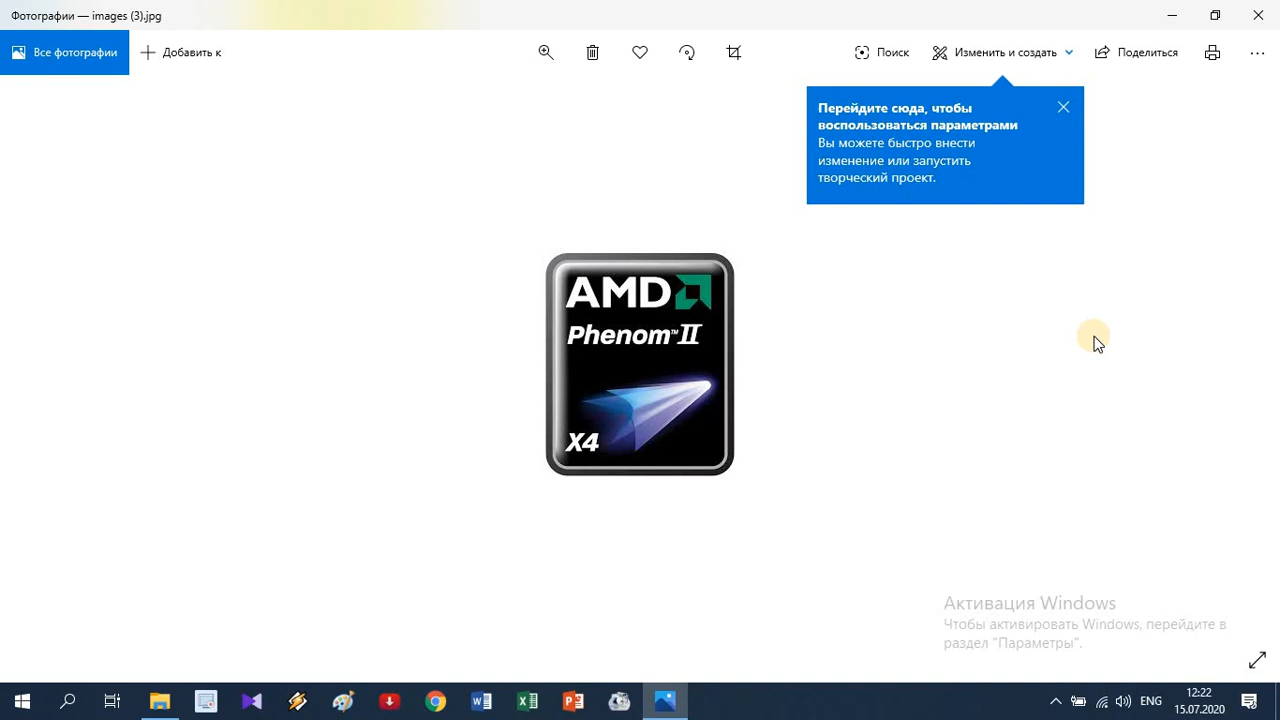 Фотографии — images (3).jpg
Все фотографии
Добавить к
Поиск
Изменить и создать
Поделиться
Перейдите сюда, чтобы
воспользоваться параметрами
Вы можете быстро внести
изменение или запустить
творческий проект.
AMD
Phenom™ II
X4
Активация Windows
Чтобы активировать Windows, перейдите в
раздел "Параметры".
ENG
12:22
15.07.2020